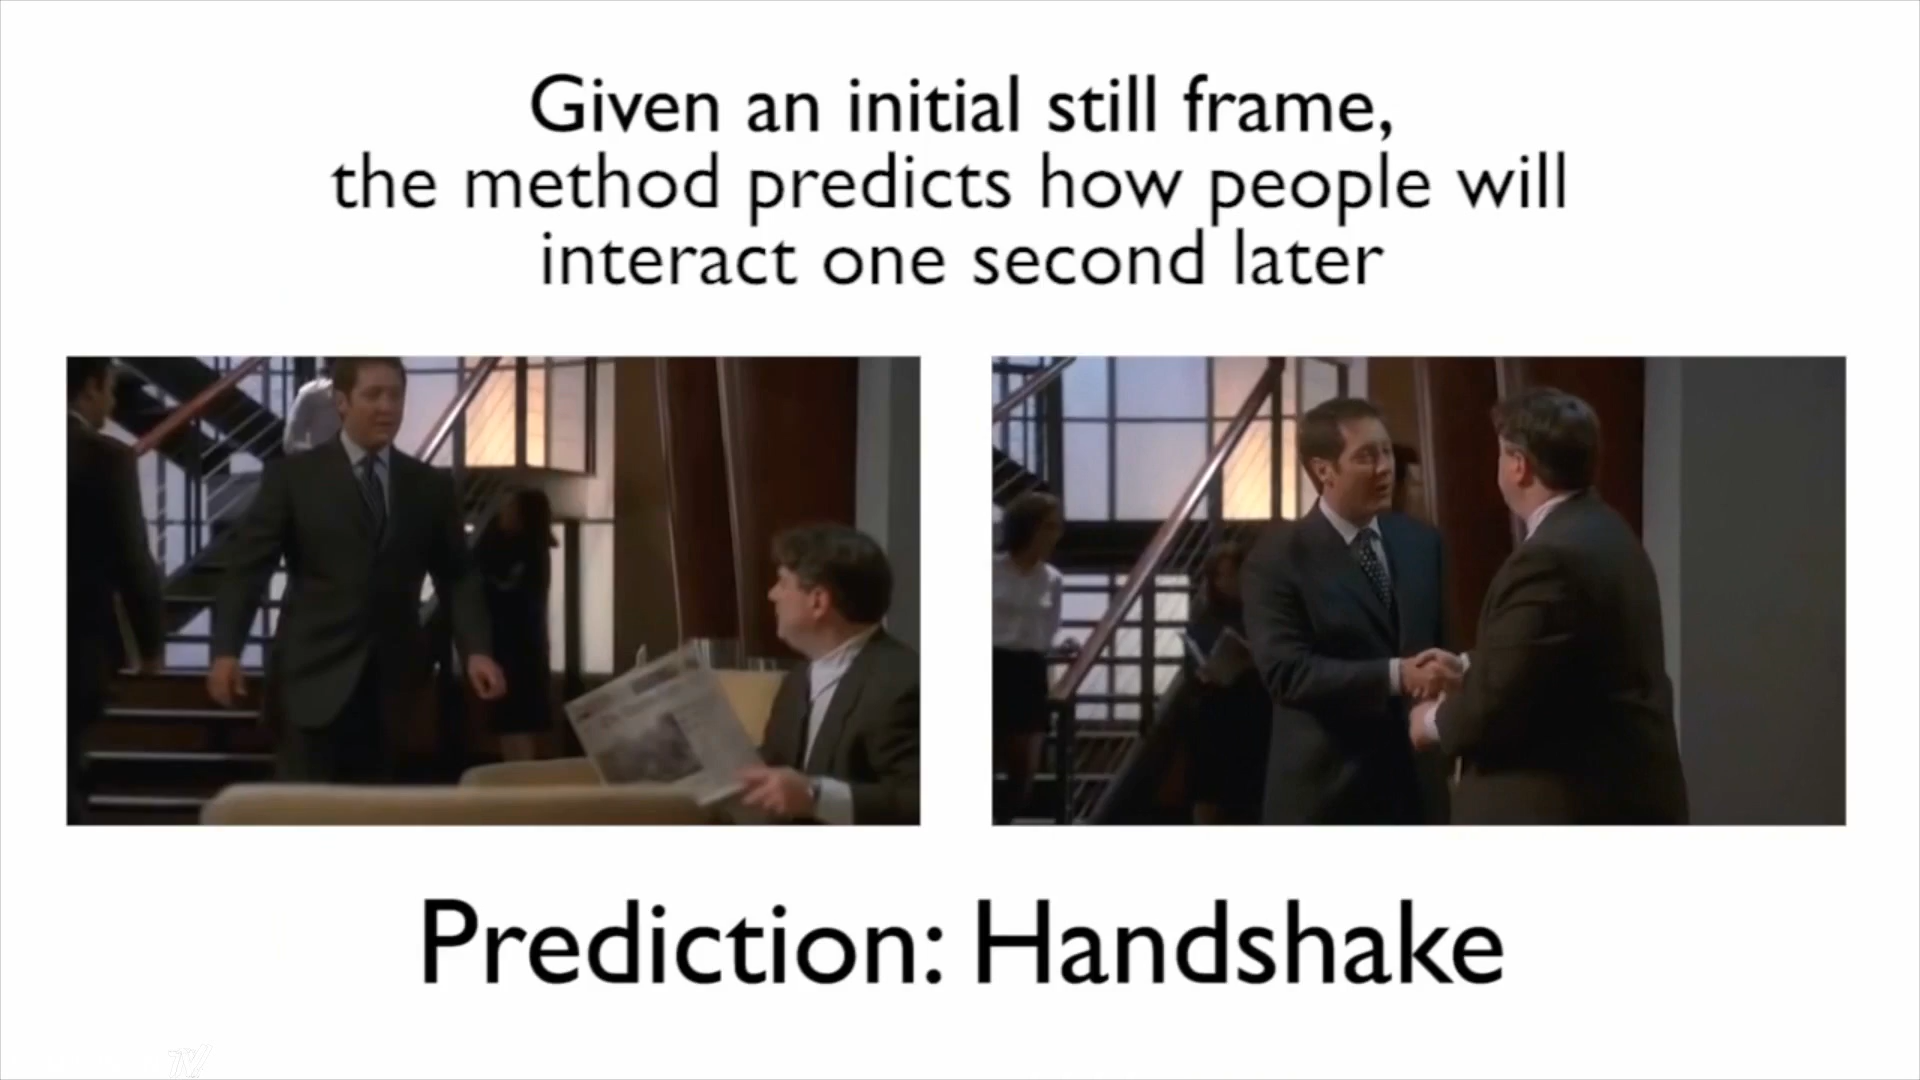 Given an initial still frame,
the method predicts how people will
interact one second later
Prediction: Handshake